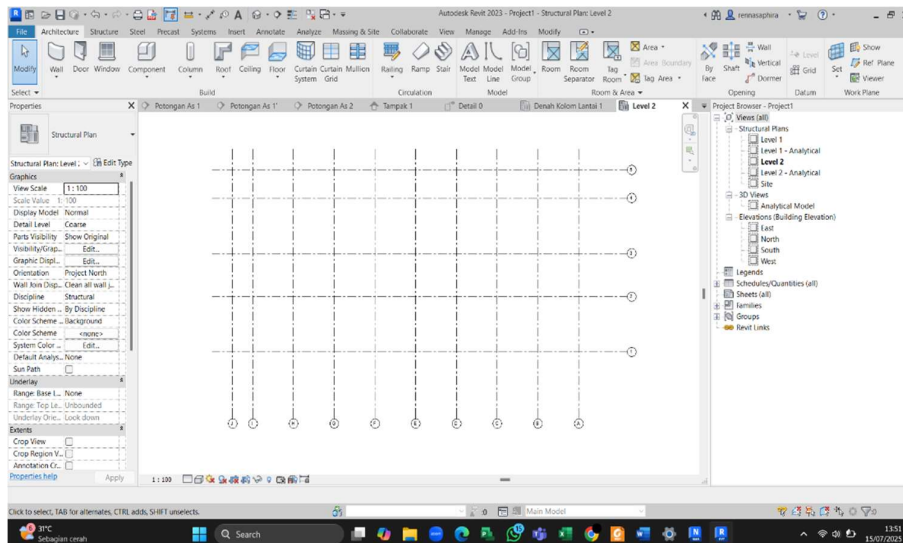 Autodesk Revit 2023 - Project1 - Structural Plan: Level 2
rennasaphira
File Architecture Structure Steel Precast Systems Insert Annotate Analyze Massing & Site Collaborate View Manage Add-Ins Modify
Modify Wall Door Window Component Column Roof Ceiling Floor Curtain System Curtain Grid Mullion Railing Ramp Stair Model Text Model Line Model Group Room Room Separator Tag Room Area Area Boundary Tag Area By Face Shaft Wall Vertical Dormer Level Grid Set Show Ref Plane Viewer
Select Build Circulation Model Room & Area Opening Datum Work Plane
Properties
Potongan As 1 Potongan As 1' Potongan As 2 Tampak 1 Detail 0 Denah Kolom Lantai 1 Level 2
Structural Plan
Structural Plan: Level Edit Type
Graphics
View Scale 1 : 100
Scale Value 1: 100
Display Model Normal
Detail Level Coarse
Parts Visibility Show Original
Visibility/Grap... Edit...
Graphic Displ... Edit...
Orientation Project North
Wall Join Disp... Clean all wall j...
Discipline Structural
Show Hidden ... By Discipline
Color Scheme ... Background
Color Scheme <none>
System Color ... Edit...
Default Analys... None
Sun Path
Underlay
Range: Base L... None
Range: Top Le... Unbounded
Underlay Orie... Look down
Extents
Crop View
Crop Region V...
Annotation Cr...
Properties help Apply
3
2
1
J I H G F E D C B A
1 : 100
Project Browser - Project1
Views (all)
Structural Plans
Level 1
Level 1 - Analytical
Level 2
Level 2 - Analytical
Site
3D Views
Analytical Model
Elevations (Building Elevation)
East
North
South
West
Legends
Schedules/Quantities (all)
Sheets (all)
Families
Groups
Revit Links
Click to select, TAB for alternates, CTRL adds, SHIFT unselects.
:0 Main Model
31°C
Sebagian cerah
Search
13:51
15/07/2025